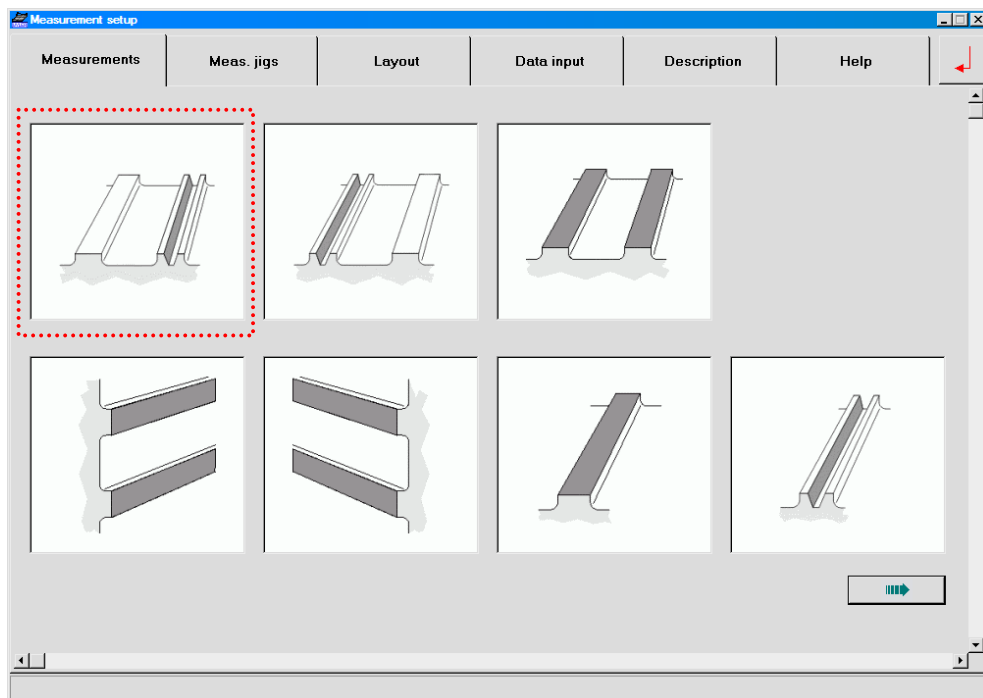 Measurement setup
Measurements
Meas. jigs
Layout
Data input
Description
Help